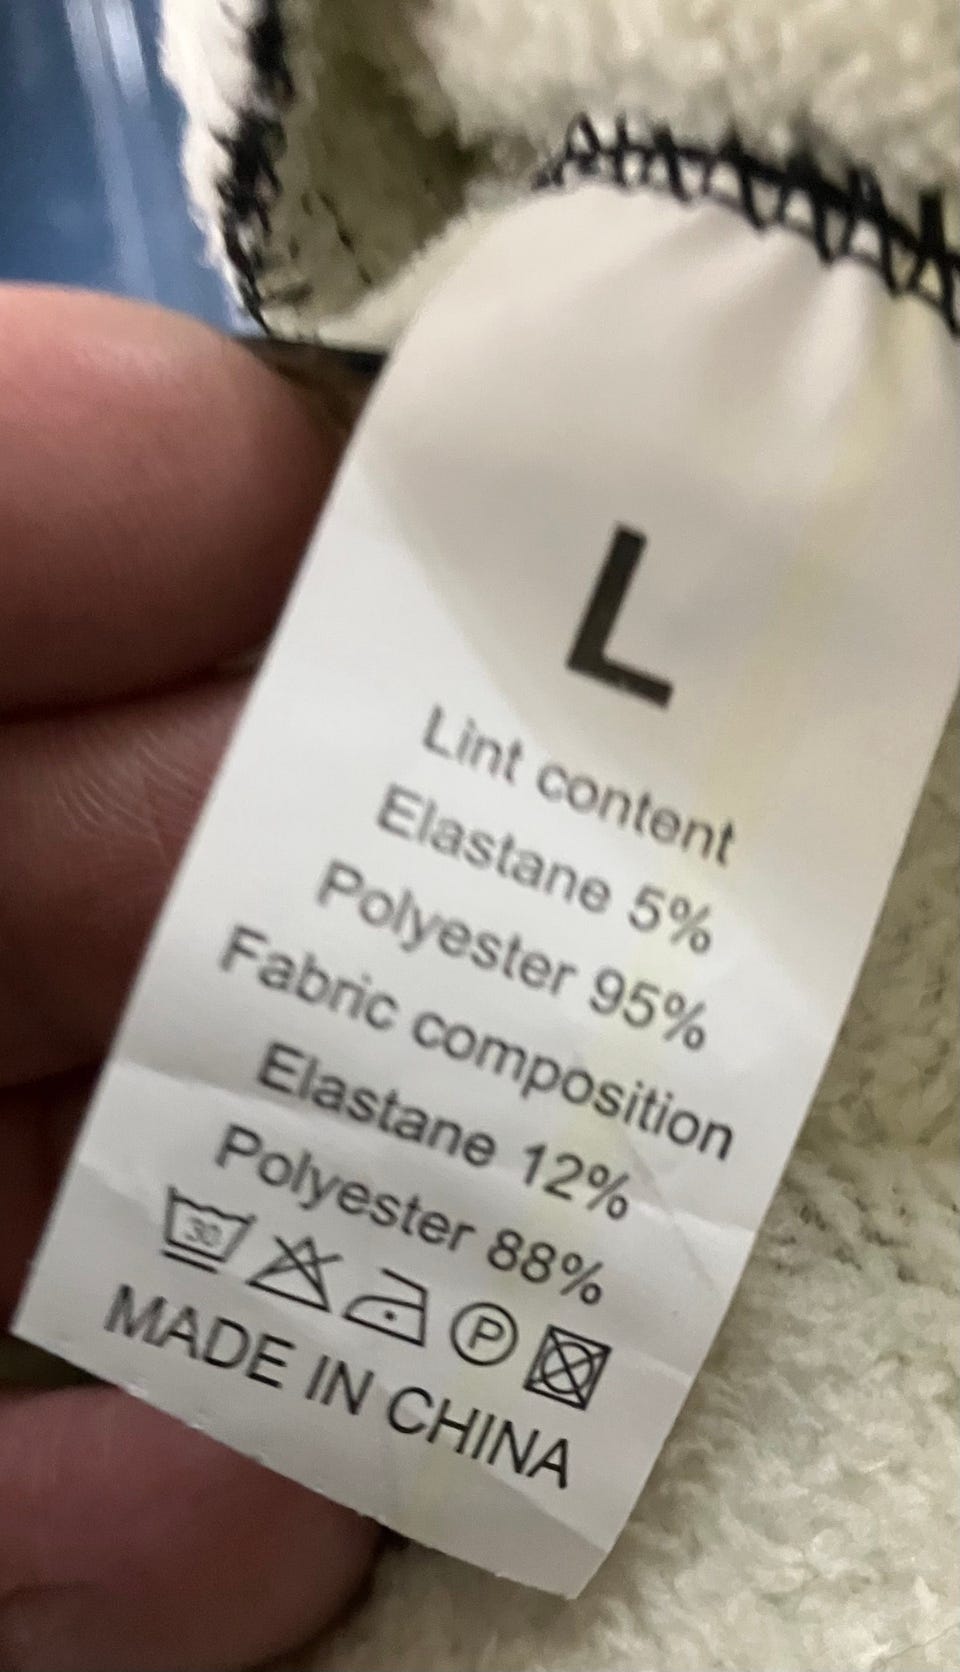 L
Lint content
Elastane 5%
Polyester 95%
Fabric composition
Elastane 12%
Polyester 88%
30 P
MADE IN CHINA